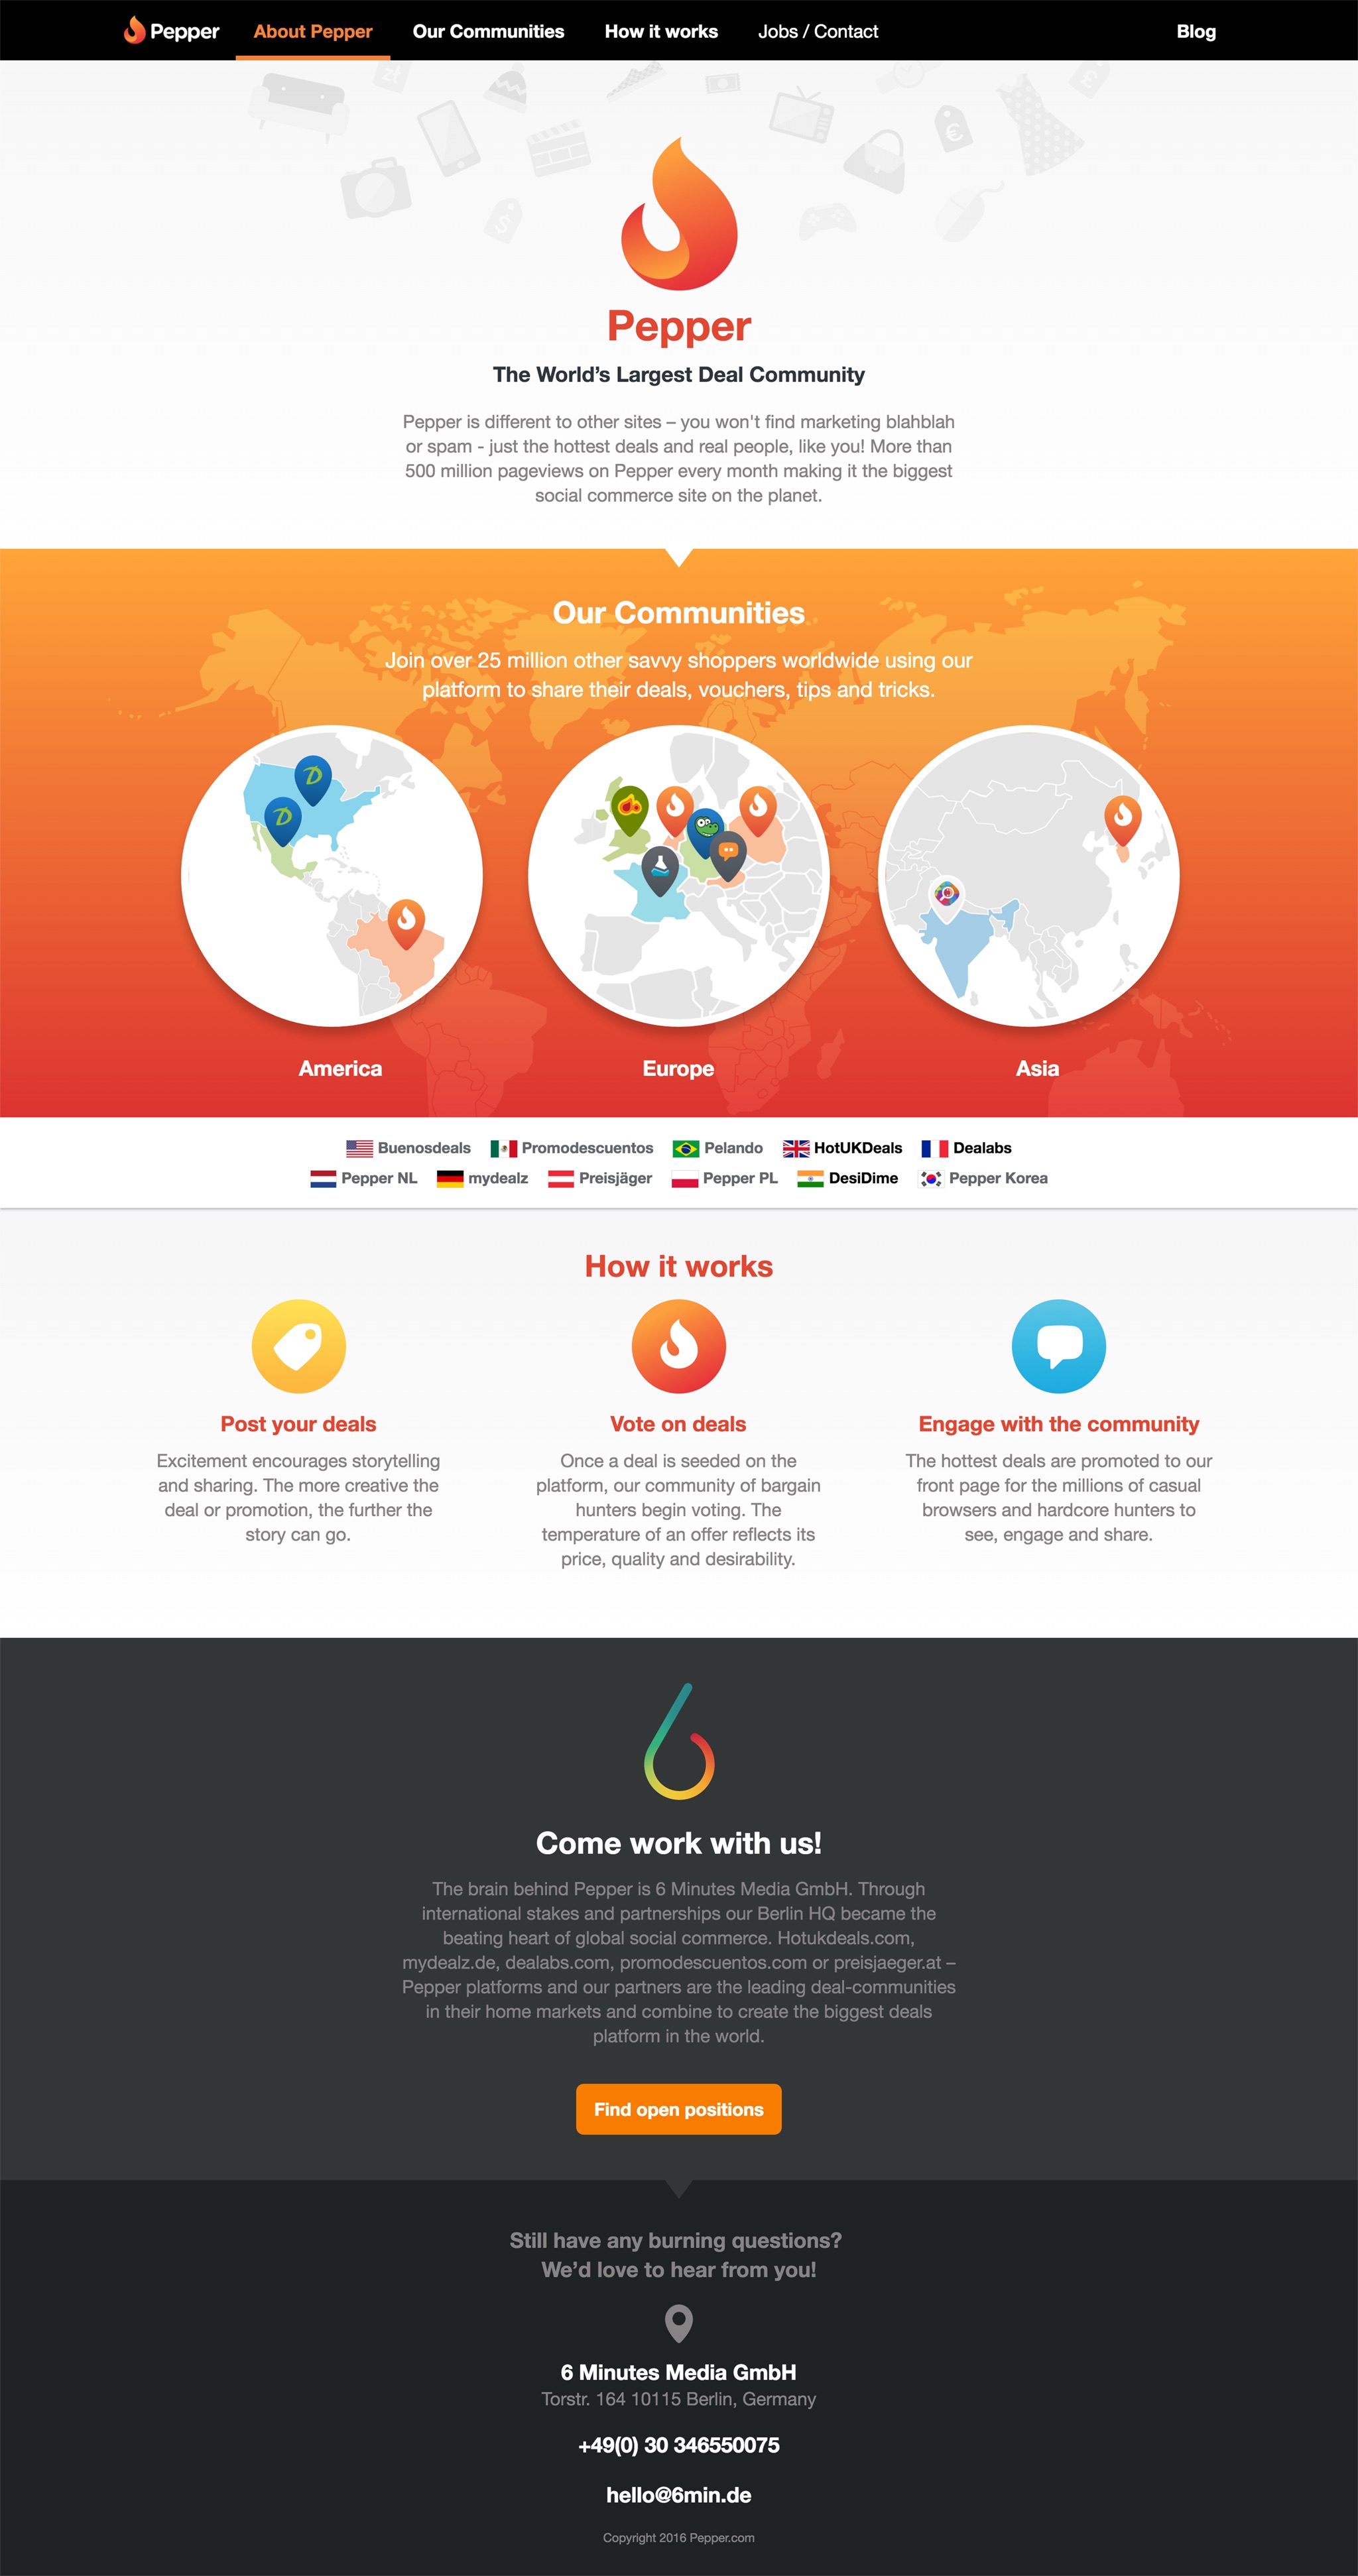 Pepper
About Pepper
Our Communities
How it works
Jobs / Contact
Blog
zł
€
£
$
Pepper
The World’s Largest Deal Community
Pepper is different to other sites – you won't find marketing blahblah
or spam - just the hottest deals and real people, like you! More than
500 million pageviews on Pepper every month making it the biggest
social commerce site on the planet.
Our Communities
Join over 25 million other savvy shoppers worldwide using our
platform to share their deals, vouchers, tips and tricks.
D
D
America
Europe
Asia
Buenosdeals Promodescuentos Pelando HotUKDeals Dealabs
Pepper NL mydealz Preisjäger Pepper PL DesiDime Pepper Korea
How it works
Post your deals
Excitement encourages storytelling
and sharing. The more creative the
deal or promotion, the further the
story can go.
Vote on deals
Once a deal is seeded on the
platform, our community of bargain
hunters begin voting. The
temperature of an offer reflects its
price, quality and desirability.
Engage with the community
The hottest deals are promoted to our
front page for the millions of casual
browsers and hardcore hunters to
see, engage and share.
6
Come work with us!
The brain behind Pepper is 6 Minutes Media GmbH. Through
international stakes and partnerships our Berlin HQ became the
beating heart of global social commerce. Hotukdeals.com,
mydealz.de, dealabs.com, promodescuentos.com or preisjaeger.at –
Pepper platforms and our partners are the leading deal-communities
in their home markets and combine to create the biggest deals
platform in the world.
Find open positions
Still have any burning questions?
We’d love to hear from you!
6 Minutes Media GmbH
Torstr. 164 10115 Berlin, Germany
+49(0) 30 346550075
hello@6min.de
Copyright 2016 Pepper.com